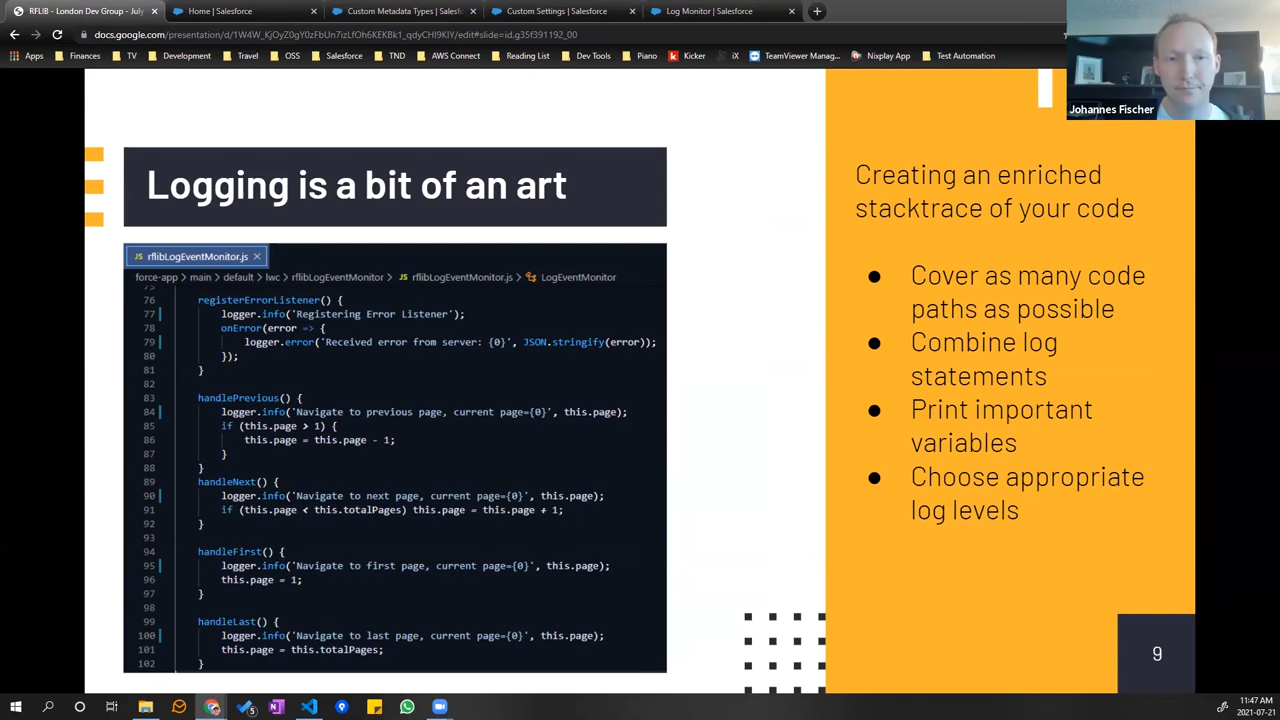 RFLIB - London Dev Group - July
Home | Salesforce
Custom Metadata Types | Salesf
Custom Settings | Salesforce
Log Monitor | Salesforce
docs.google.com/presentation/d/1W4W_KjOyZ0gY0zFbUn7izLfOh6KEKBk1_qdyCHI9KIY/edit#slide=id.g35f391192_00
Apps
Finances
TV
Development
Travel
OSS
Salesforce
TND
AWS Connect
Reading List
Dev Tools
Piano
Kicker
iX
TeamViewer Manag...
Nixplay App
Test Automation
Johannes Fischer
Logging is a bit of an art
JS rflibLogEventMonitor.js ×
force-app > main > default > lwc > rflibLogEventMonitor > JS rflibLogEventMonitor.js > LogEventMonitor
76 registerErrorListener() {
77 logger.info('Registering Error Listener');
78 onError(error => {
79 logger.error('Received error from server: {0}', JSON.stringify(error));
80 });
81 }
82
83 handlePrevious() {
84 logger.info('Navigate to previous page, current page={0}', this.page);
85 if (this.page > 1) {
86 this.page = this.page - 1;
87 }
88 }
89 handleNext() {
90 logger.info('Navigate to next page, current page={0}', this.page);
91 if (this.page < this.totalPages) this.page = this.page + 1;
92 }
93
94 handleFirst() {
95 logger.info('Navigate to first page, current page={0}', this.page);
96 this.page = 1;
97 }
98
99 handleLast() {
100 logger.info('Navigate to last page, current page={0}', this.page);
101 this.page = this.totalPages;
102 }
Creating an enriched
stacktrace of your code
● Cover as many code
paths as possible
● Combine log
statements
● Print important
variables
● Choose appropriate
log levels
9
5
11:47 AM
2021-07-21